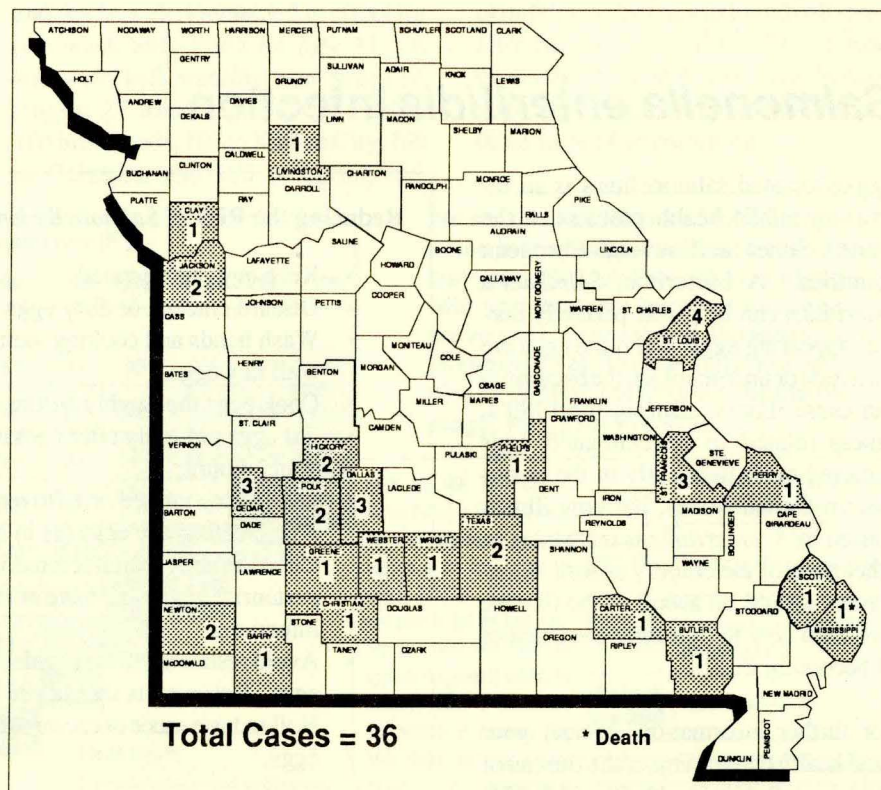 ATCHISON NODAWAY WORTH HARRISON MERCER PUTNAM SCHUYLER SCOTLAND CLARK
HOLT GENTRY SULLIVAN ADAIR KNOX LEWIS
GRUNDY
ANDREW DEKALB DAVIES LINN MACON SHELBY MARION
1
BUCHANAN CLINTON CALDWELL LIVINGSTON CHARITON MONROE RALLS PIKE
PLATTE CLAY RAY CARROLL RANDOLPH AUDRAIN
1
SALINE LINCOLN
JACKSON LAFAYETTE HOWARD BOONE CALLAWAY MONTGOMERY WARREN ST. CHARLES
2 4
ST. LOUIS
CASS JOHNSON PETTIS COOPER
MONITEAU COLE OSAGE GASCONADE FRANKLIN JEFFERSON
BATES HENRY BENTON MORGAN MILLER MARIES CRAWFORD WASHINGTON
ST. CLAIR CAMDEN STE. GENEVIEVE
VERNON HICKORY PULASKI PHELPS ST. FRANCOIS PERRY
2 1 3 1
CEDAR POLK DALLAS LACLEDE DENT IRON MADISON BOLLINGER CAPE GIRARDEAU
3 2 3
BARTON DADE TEXAS REYNOLDS
2
JASPER GREENE WEBSTER WRIGHT SHANNON WAYNE SCOTT
1 1 1 1
LAWRENCE CHRISTIAN DOUGLAS HOWELL CARTER STODDARD 1*
1 1 MISSISSIPPI
NEWTON STONE BUTLER
2 1
BARRY TANEY OZARK OREGON RIPLEY
1
McDONALD NEW MADRID
PEMISCOT
DUNKLIN
Total Cases = 36
* Death